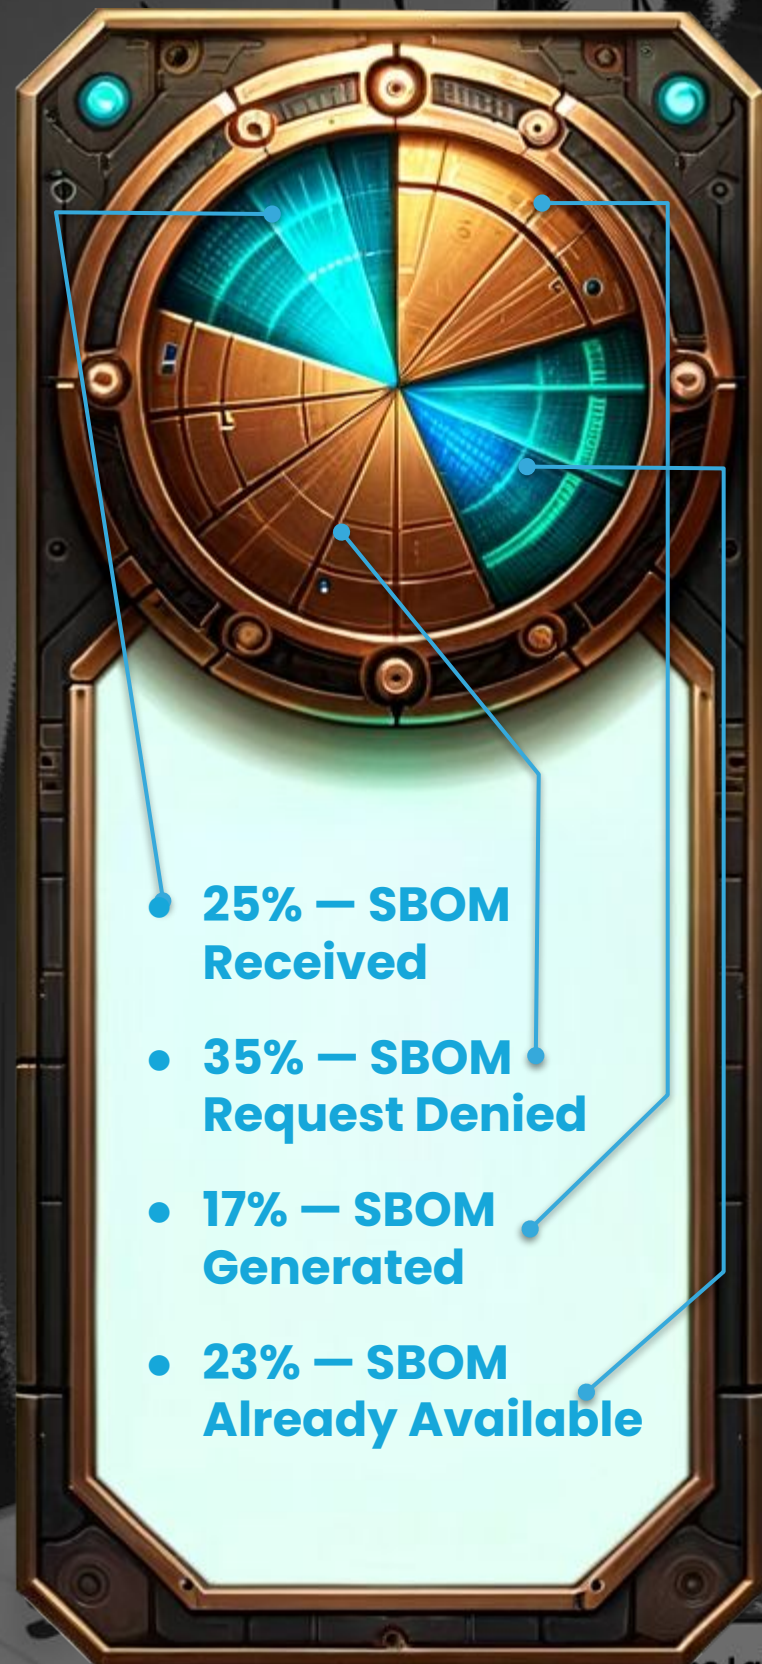 25% — SBOM
Received
35% — SBOM
Request Denied
17% — SBOM
Generated
23% — SBOM
Already Available